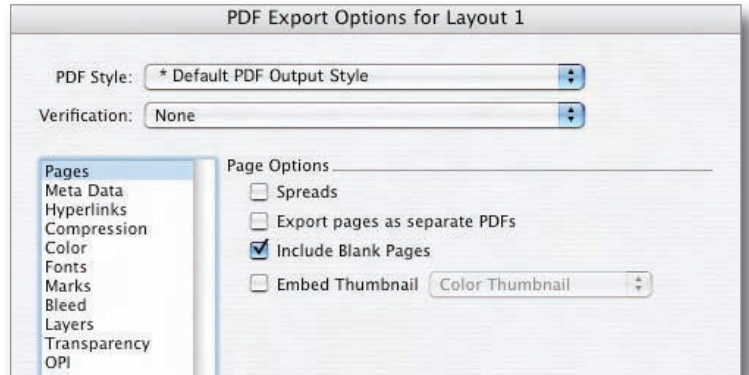 PDF Export Options for Layout 1
PDF Style: * Default PDF Output Style
Verification: None
Pages
Meta Data
Hyperlinks
Compression
Color
Fonts
Marks
Bleed
Layers
Transparency
OPI
Page Options
Spreads
Export pages as separate PDFs
Include Blank Pages
Embed Thumbnail Color Thumbnail